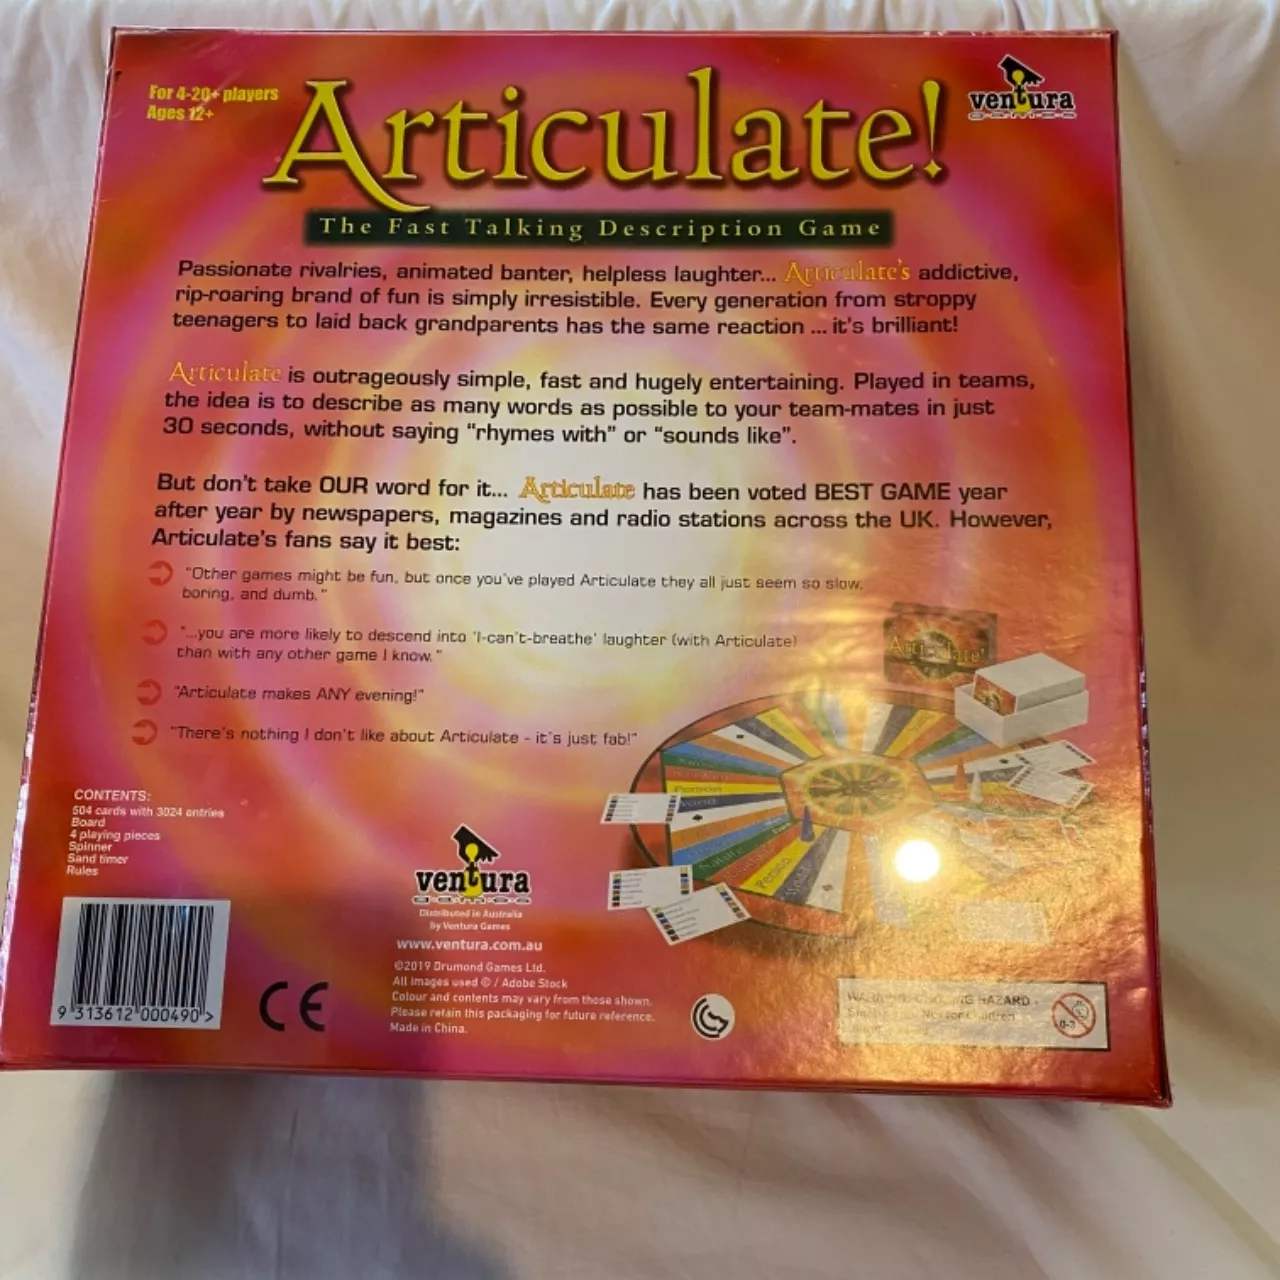 For 4-20+ players
Ages 12+
Articulate!
ventura
games
The Fast Talking Description Game
Passionate rivalries, animated banter, helpless laughter... Articulate's addictive,
rip-roaring brand of fun is simply irresistible. Every generation from stroppy
teenagers to laid back grandparents has the same reaction ... it's brilliant!
Articulate is outrageously simple, fast and hugely entertaining. Played in teams,
the idea is to describe as many words as possible to your team-mates in just
30 seconds, without saying “rhymes with” or “sounds like”.
But don't take OUR word for it... Articulate has been voted BEST GAME year
after year by newspapers, magazines and radio stations across the UK. However,
Articulate's fans say it best:
"Other games might be fun, but once you've played Articulate they all just seem so slow,
boring, and dumb."
"...you are more likely to descend into 'I-can't-breathe' laughter (with Articulate)
than with any other game I know."
"Articulate makes ANY evening!"
"There's nothing I don't like about Articulate - it's just fab!"
Articulate!
Person
Nature
Person
CONTENTS:
504 cards with 3024 entries
Board
4 playing pieces
Spinner
Sand timer
Rules
ventura
games
Distributed in Australia
by Ventura Games
www.ventura.com.au
©2019 Drumond Games Ltd.
All images used © / Adobe Stock
Colour and contents may vary from those shown.
Please retain this packaging for future reference.
Made in China.
9 313612 000490 >
CE
HAZARD -
0-3